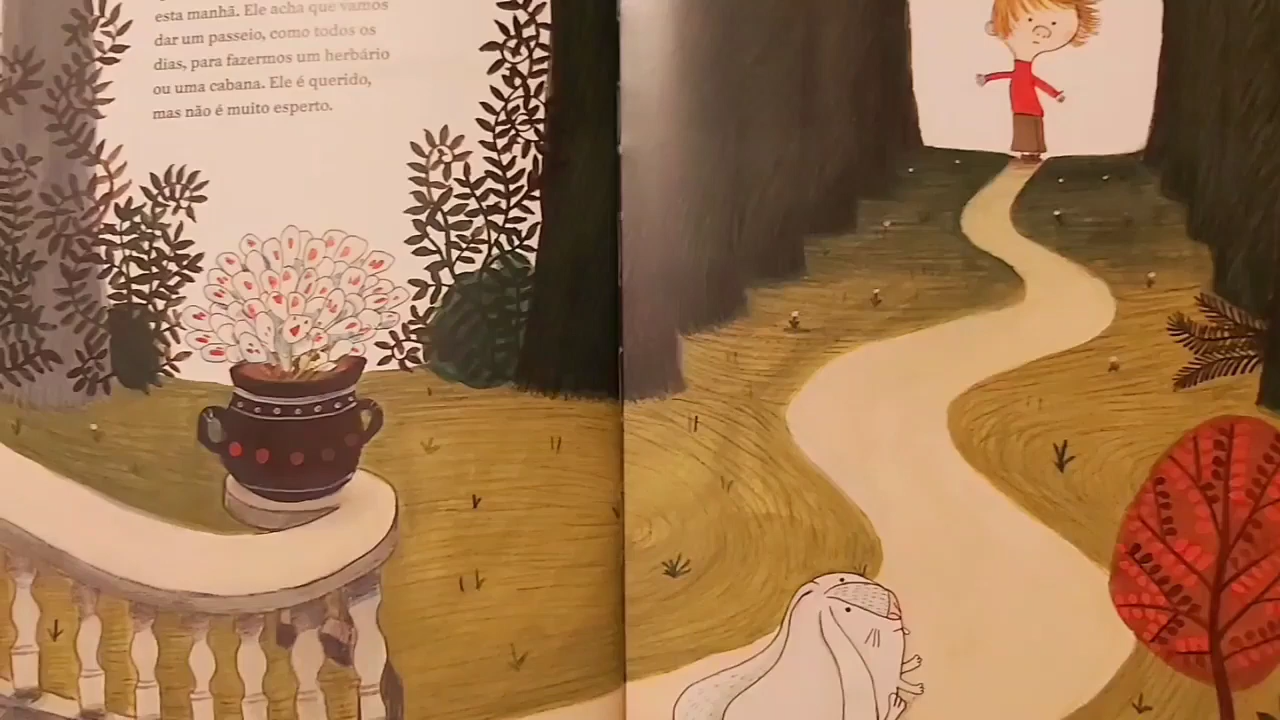 esta manhã. Ele acha que vamos
dar um passeio, como todos os
dias, para fazermos um herbário
ou uma cabana. Ele é querido,
mas não é muito esperto.